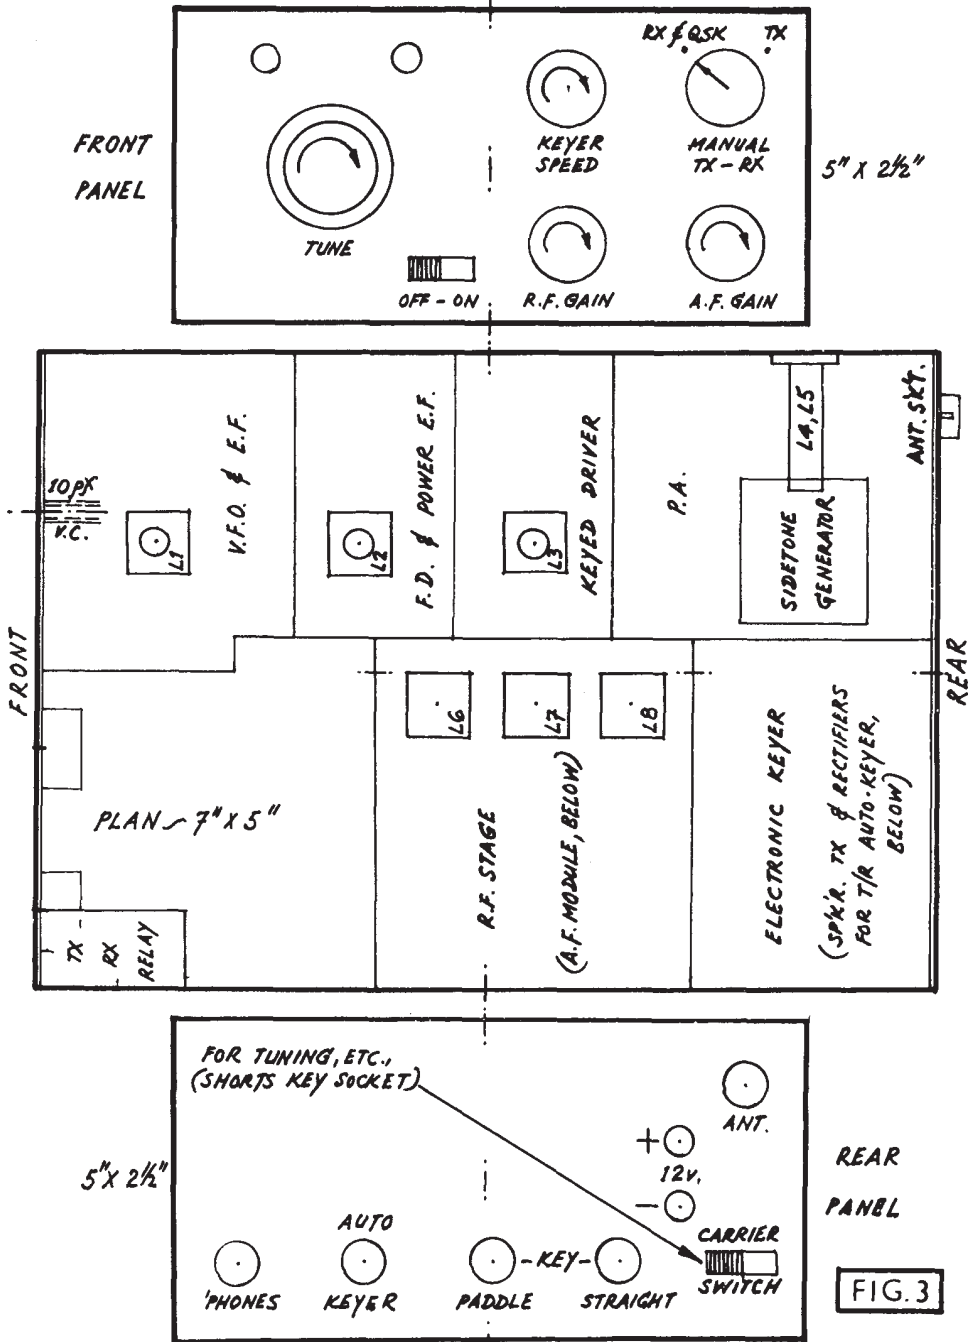 RX & QSK
TX
FRONT
PANEL
KEYER
SPEED
MANUAL
TX - RX
5" X 2½"
TUNE
OFF - ON
R.F. GAIN
A.F. GAIN
FRONT
10pf
V.C.
L1
V.F.O. & E.F.
L2
F.D. & POWER E.F.
L3
KEYED DRIVER
P.A.
L4, L5
SIDETONE
GENERATOR
ANT. SKT.
REAR
PLAN ~ 7" X 5"
TX
RX
RELAY
L6
L7
L8
R.F. STAGE
(A.F. MODULE, BELOW)
ELECTRONIC KEYER
(SP'K'R. TX & RECTIFIERS
FOR T/R AUTO-KEYER,
BELOW)
FOR TUNING, ETC.,
(SHORTS KEY SOCKET)
ANT.
+
12v.
-
5" X 2½"
REAR
PANEL
AUTO
CARRIER
-KEY-
'PHONES
KEYER
PADDLE
STRAIGHT
SWITCH
FIG. 3